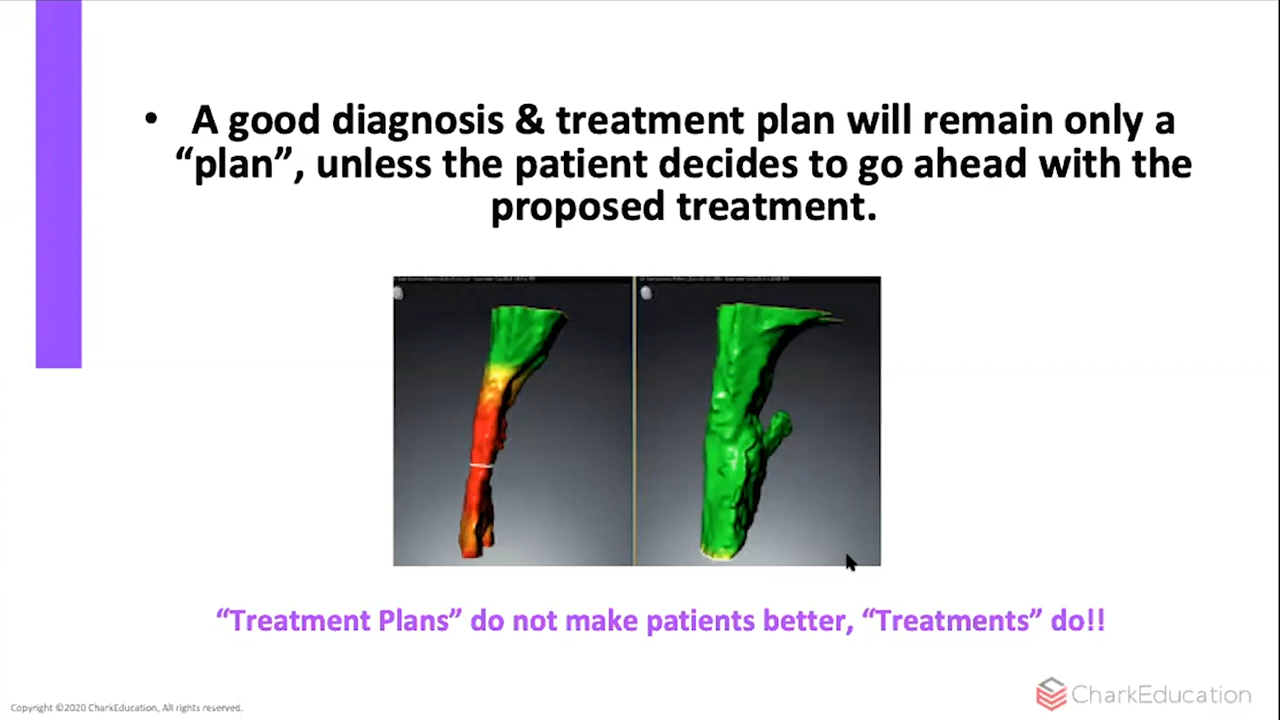 • A good diagnosis & treatment plan will remain only a
“plan”, unless the patient decides to go ahead with the
proposed treatment.
“Treatment Plans” do not make patients better, “Treatments” do!!
Copyright ©2020 CharkEducation, All rights reserved.
CharkEducation